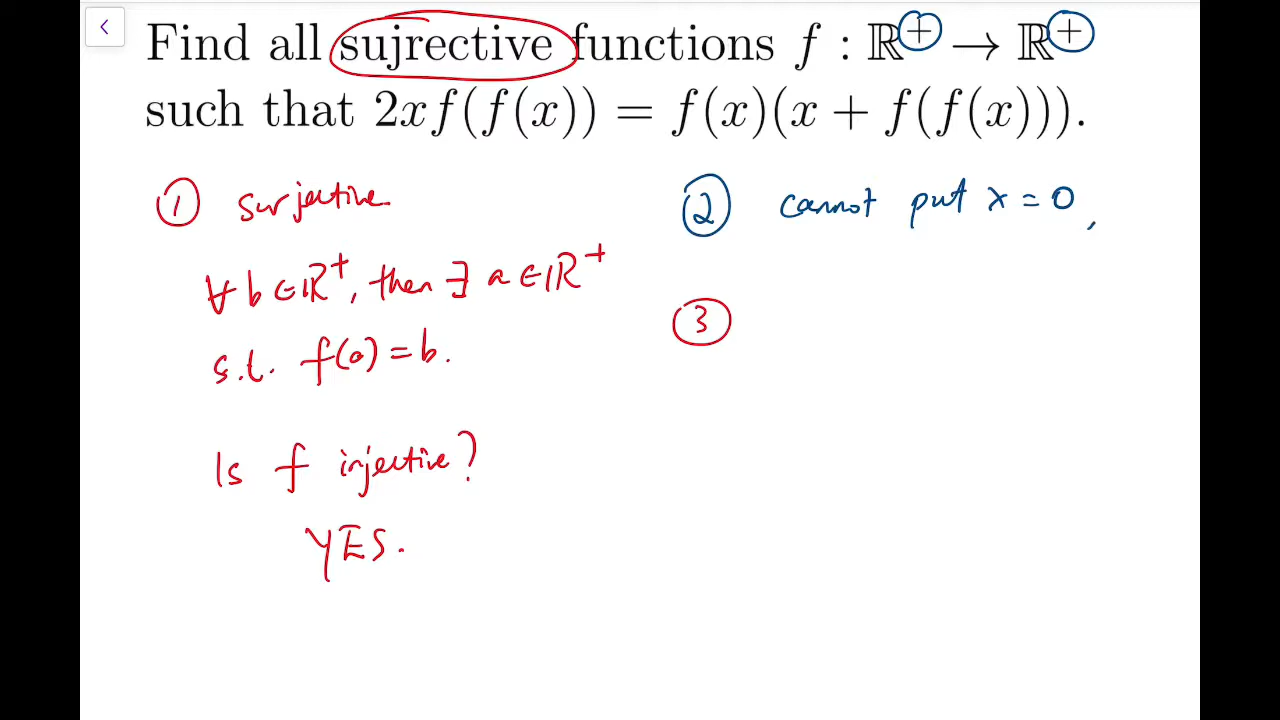 Find all sujrective functions f : ℝ⁺ → ℝ⁺
such that 2xf(f(x)) = f(x)(x + f(f(x))).
① surjective
∀ b ∈ ℝ⁺, then ∃ a ∈ ℝ⁺
s.t. f(a) = b.
Is f injective?
YES.
② cannot put x = 0,
③